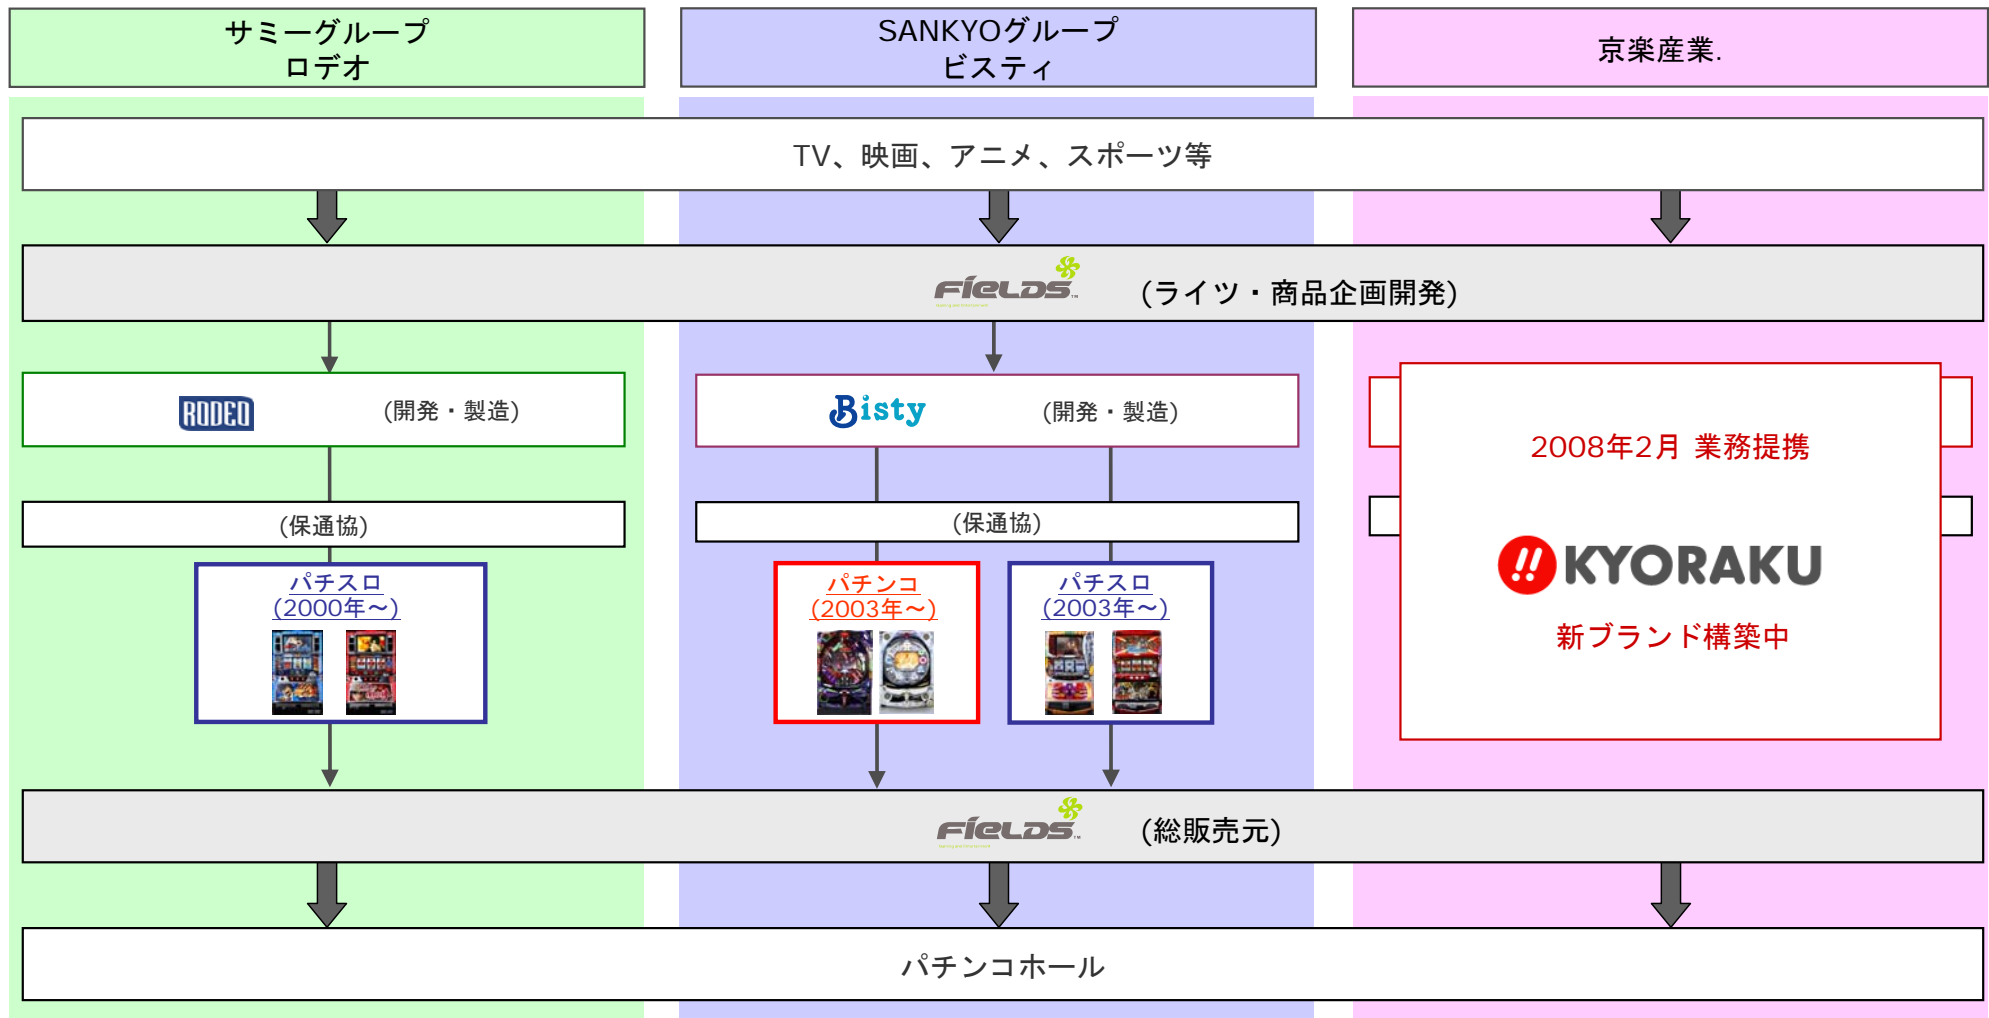 サミーグループ
ロデオ
SANKYOグループ
ビスティ
京楽産業.
TV、映画、アニメ、スポーツ等
FIELDS™ (ライツ・商品企画開発)
RODEO (開発・製造)
Bisty (開発・製造)
(保通協)
(保通協)
パチスロ
(2000年～)
パチンコ
(2003年～)
パチスロ
(2003年～)
2008年2月 業務提携
!! KYORAKU
新ブランド構築中
FIELDS™ (総販売元)
パチンコホール